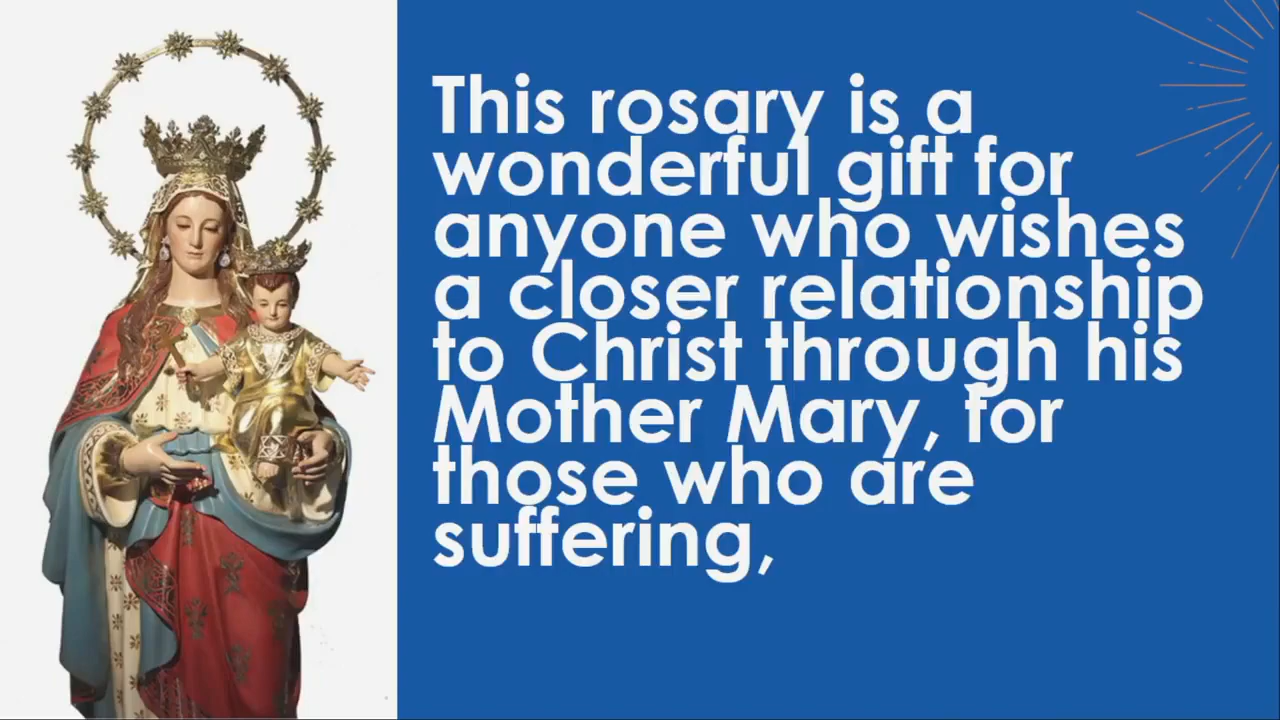 This rosary is a
wonderful gift for
anyone who wishes
a closer relationship
to Christ through his
Mother Mary, for
those who are
suffering,